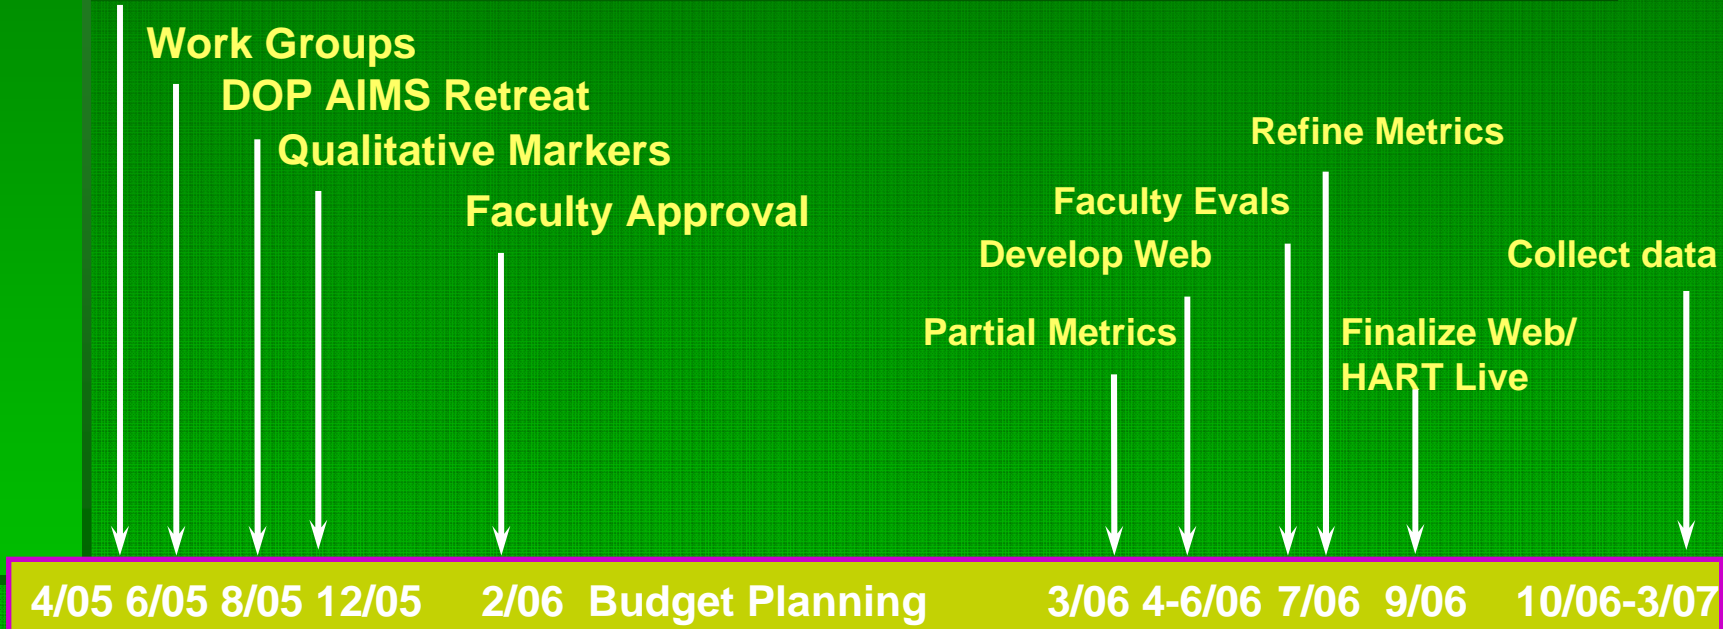 Work Groups
DOP AIMS Retreat
Qualitative Markers
Faculty Approval
Refine Metrics
Faculty Evals
Develop Web
Collect data
Partial Metrics
Finalize Web/
HART Live
4/05 6/05 8/05 12/05 2/06 Budget Planning 3/06 4-6/06 7/06 9/06 10/06-3/07